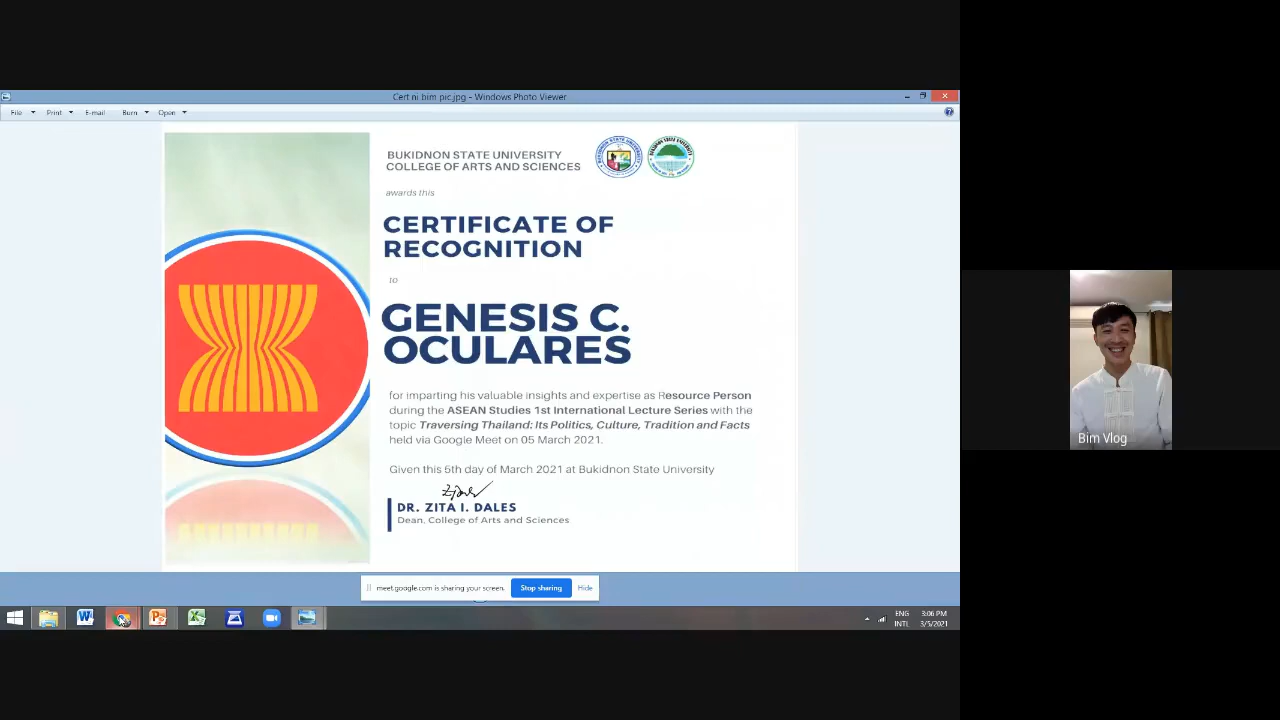 Cert ni bim pic.jpg - Windows Photo Viewer
File Print E-mail Burn Open
BUKIDNON STATE UNIVERSITY
COLLEGE OF ARTS AND SCIENCES
awards this
CERTIFICATE OF
RECOGNITION
to
GENESIS C.
OCULARES
for imparting his valuable insights and expertise as Resource Person
during the ASEAN Studies 1st International Lecture Series with the
topic Traversing Thailand: Its Politics, Culture, Tradition and Facts
held via Google Meet on 05 March 2021.
Given this 5th day of March 2021 at Bukidnon State University
DR. ZITA I. DALES
Dean, College of Arts and Sciences
Bim Vlog
meet.google.com is sharing your screen. Stop sharing Hide
ENG 3:06 PM
INTL 3/5/2021